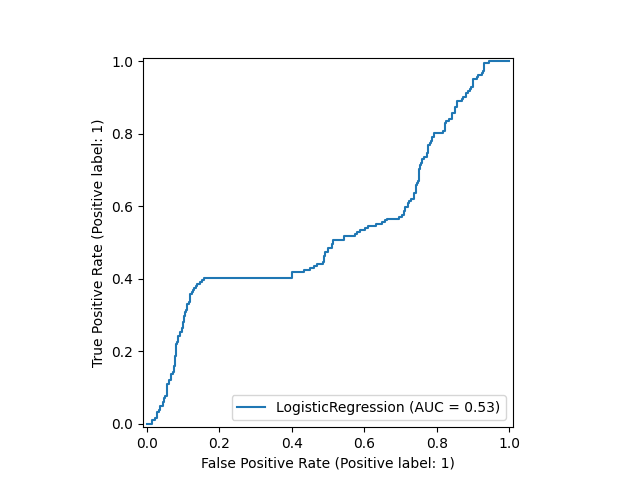 1.0
0.8
0.6
0.4
0.2
0.0
True Positive Rate (Positive label: 1)
LogisticRegression (AUC = 0.53)
0.0 0.2 0.4 0.6 0.8 1.0
False Positive Rate (Positive label: 1)